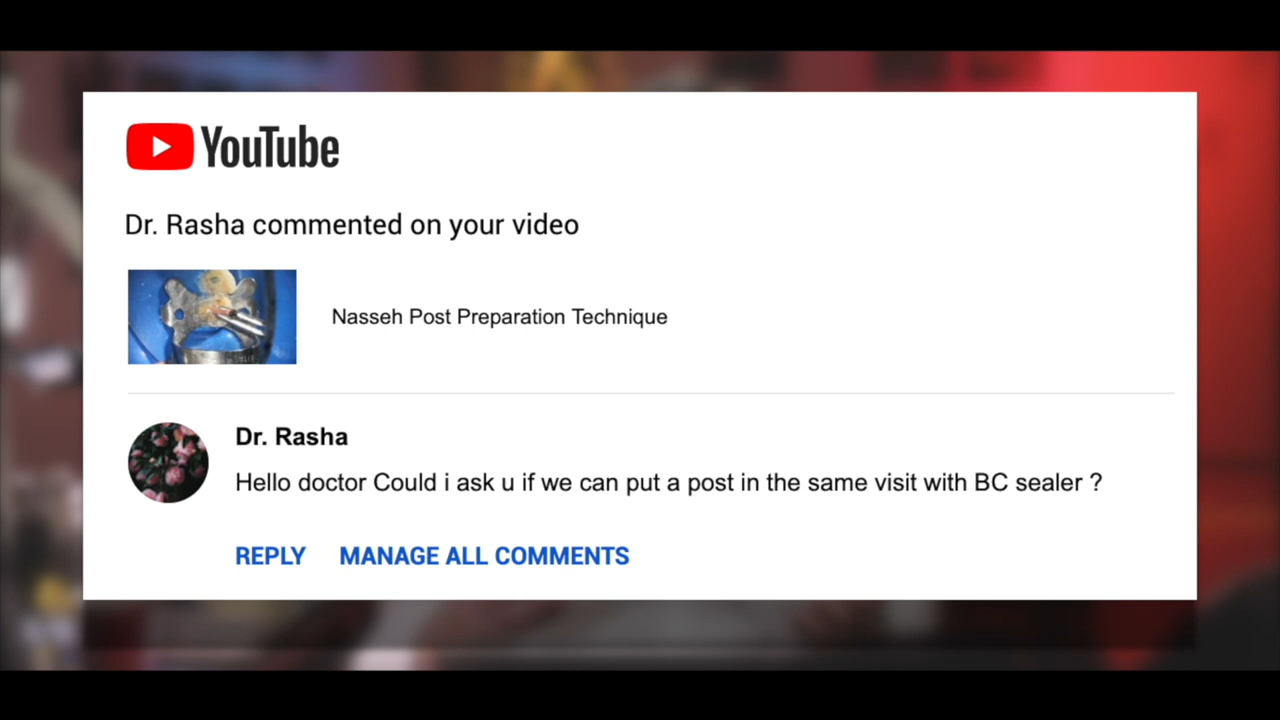 YouTube
Dr. Rasha commented on your video
Nasseh Post Preparation Technique
Dr. Rasha
Hello doctor Could i ask u if we can put a post in the same visit with BC sealer ?
REPLY MANAGE ALL COMMENTS